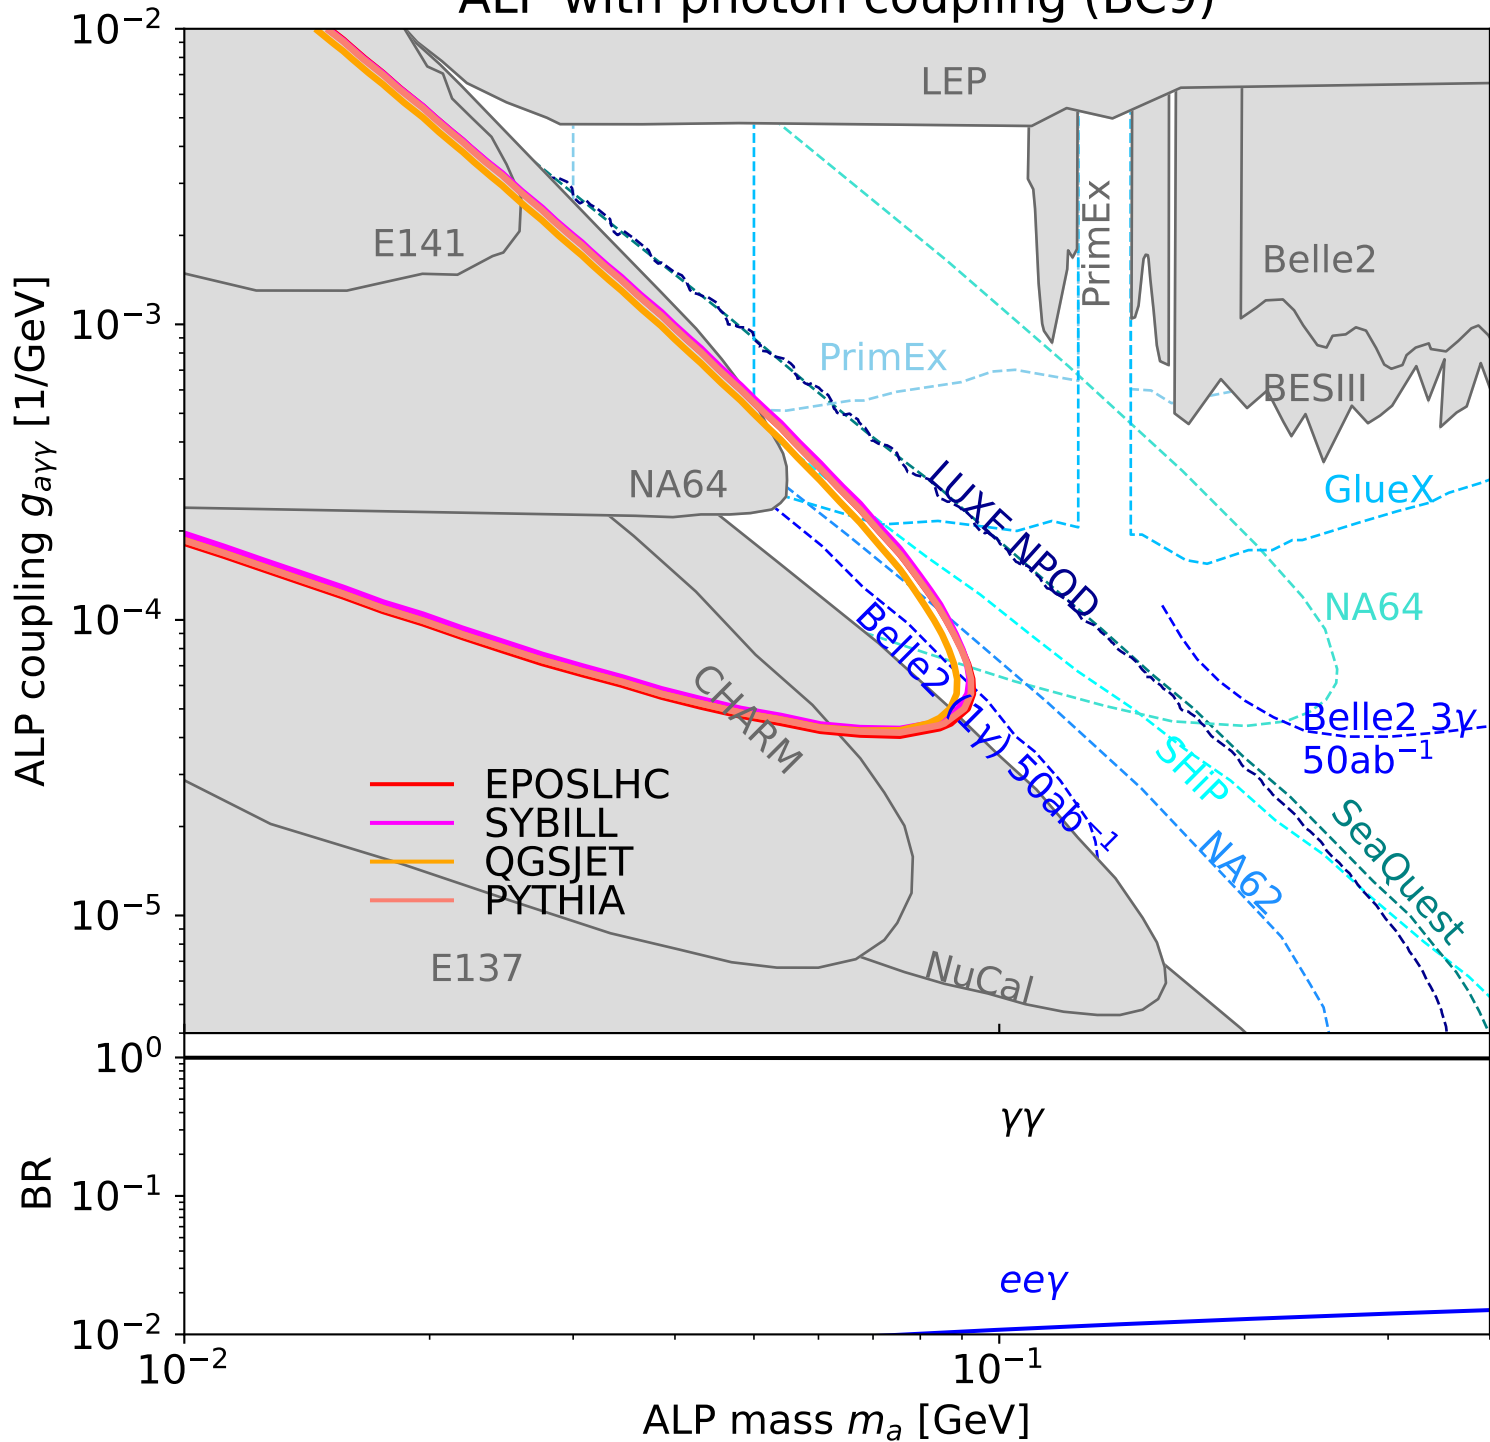 ALP with photon coupling (BC9)
10⁻²
LEP
E141
PrimEx
Belle2
10⁻³
PrimEx
BESIII
NA64
LUXE NPOD
GlueX
ALP coupling gₐγγ [1/GeV]
10⁻⁴
NA64
Belle2 (1γ) 50ab⁻¹
CHARM
Belle2 3γ
50ab⁻¹
SHiP
EPOSLHC
SYBILL
QGSJET
PYTHIA
SeaQuest
NA62
10⁻⁵
E137
NuCal
10⁰
γγ
BR
10⁻¹
eeγ
10⁻²
10⁻²
10⁻¹
ALP mass mₐ [GeV]